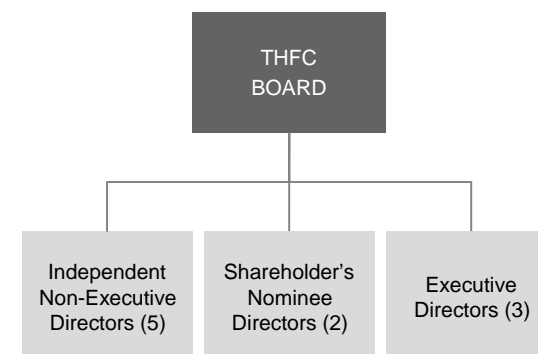 THFC
BOARD
Independent
Non-Executive
Directors (5)
Shareholder's
Nominee
Directors (2)
Executive
Directors (3)